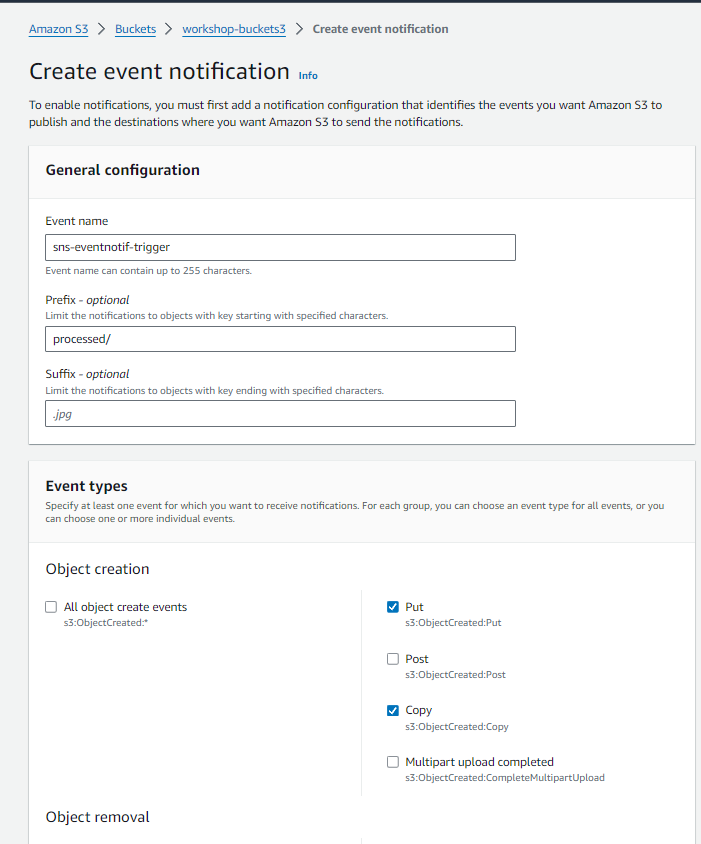 Amazon S3 > Buckets > workshop-buckets3 > Create event notification
Create event notification Info
To enable notifications, you must first add a notification configuration that identifies the events you want Amazon S3 to
publish and the destinations where you want Amazon S3 to send the notifications.
General configuration
Event name
sns-eventnotif-trigger
Event name can contain up to 255 characters.
Prefix - optional
Limit the notifications to objects with key starting with specified characters.
processed/
Suffix - optional
Limit the notifications to objects with key ending with specified characters.
.jpg
Event types
Specify at least one event for which you want to receive notifications. For each group, you can choose an event type for all events, or you
can choose one or more individual events.
Object creation
All object create events
s3:ObjectCreated:*
Put
s3:ObjectCreated:Put
Post
s3:ObjectCreated:Post
Copy
s3:ObjectCreated:Copy
Multipart upload completed
s3:ObjectCreated:CompleteMultipartUpload
Object removal